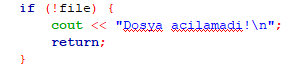 if (!file) {
cout << "Dosya acilamadi!\n";
return;
}